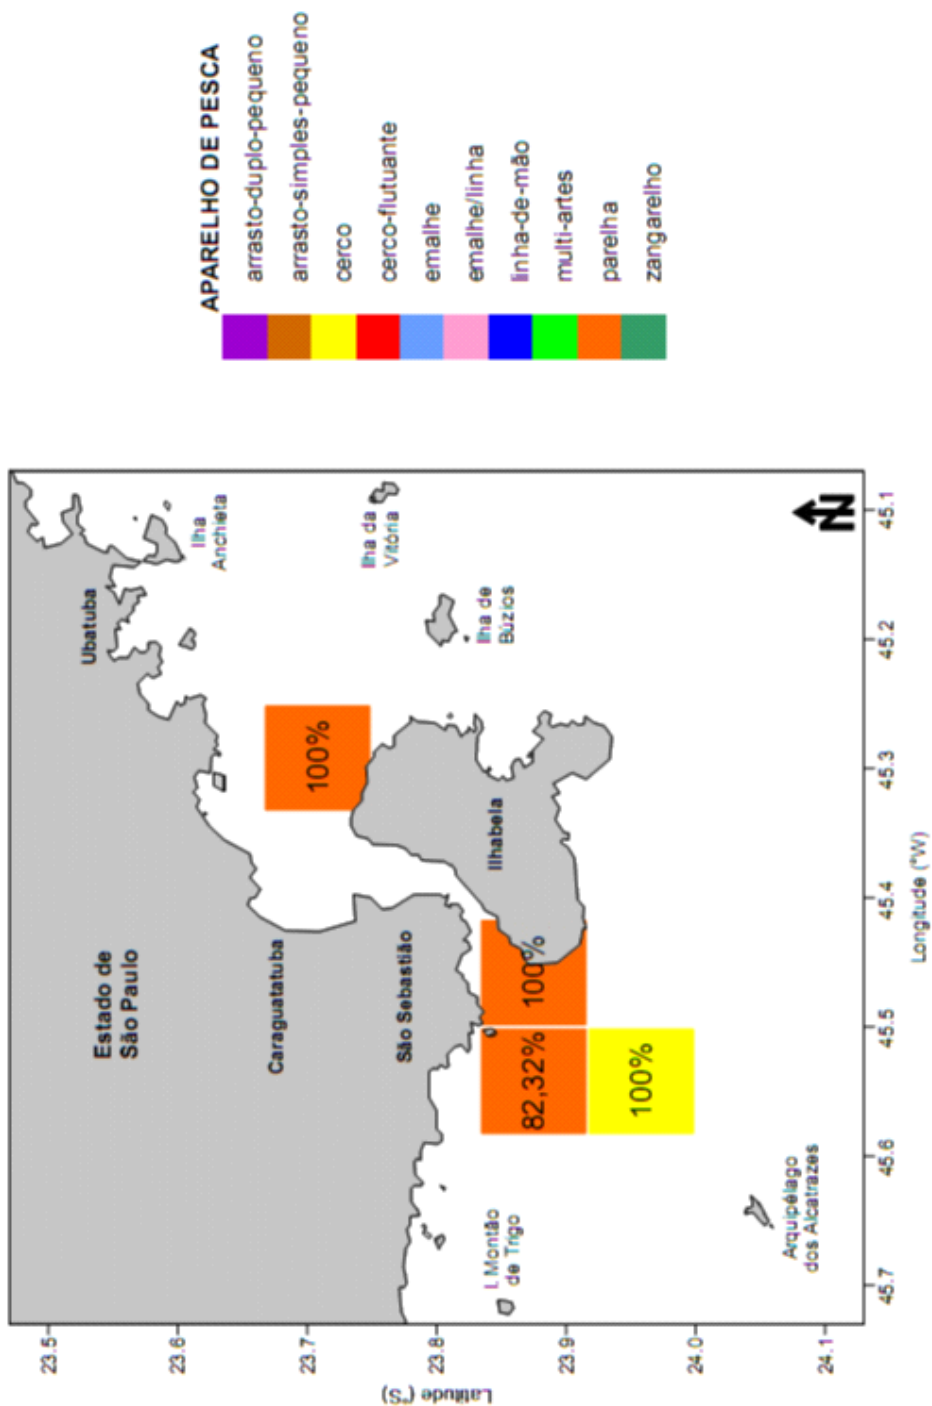 Estado de
São Paulo
Ubatuba
Caraguatatuba
São Sebastião
Ilhabela
Ilha
Anchieta
Ilha da
Vitória
Ilha de
Búzios
I. Montão
de Trigo
Arquipélago
dos Alcatrazes
100%
82,32%
100%
100%
N
23.5
23.6
23.7
23.8
23.9
24.0
24.1
Latitude (°S)
45.7
45.6
45.5
45.4
45.3
45.2
45.1
Longitude (°W)
APARELHO DE PESCA
arrasto-duplo-pequeno
arrasto-simples-pequeno
cerco
cerco-flutuante
emalhe
emalhe/linha
linha-de-mão
multi-artes
parelha
zangarelho